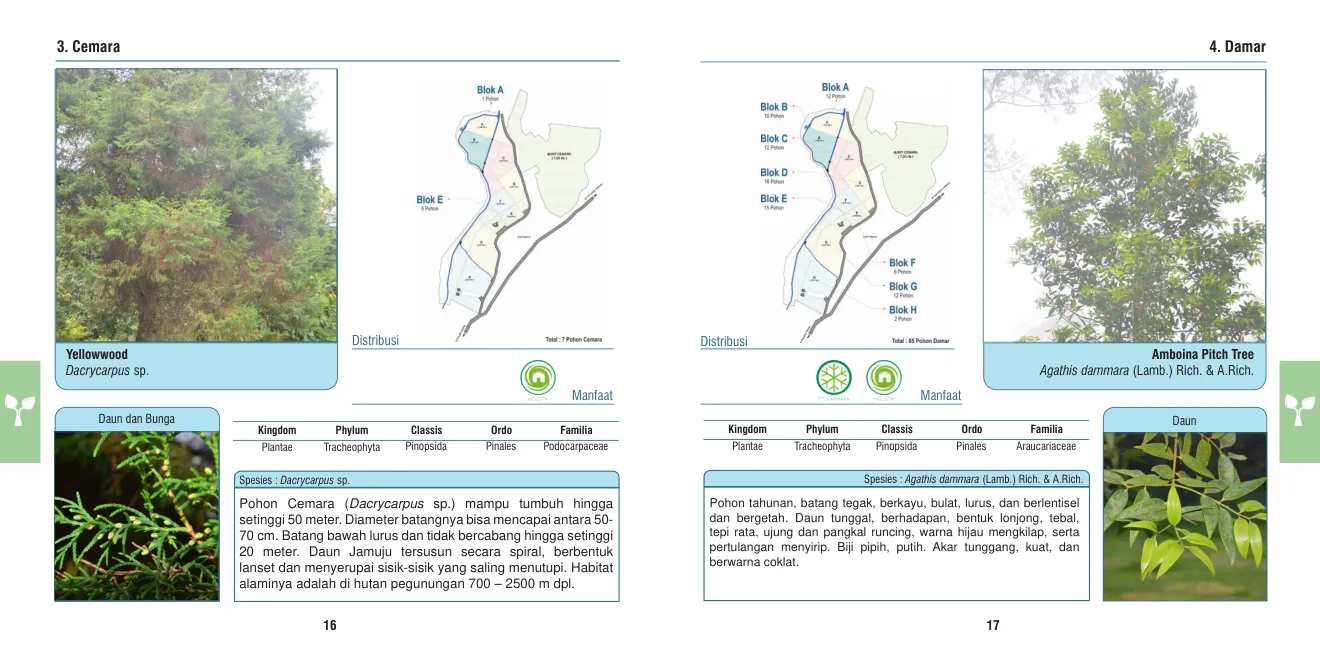 3. Cemara
Blok A
1 Pohon
BUKIT CEMARA
Blok E
6 Pohon
Total : 7 Pohon Cemara
Distribusi
Yellowwood
Dacrycarpus sp.
INDUSTRI
Manfaat
Daun dan Bunga
Kingdom Phylum Classis Ordo Familia
Plantae Tracheophyta Pinopsida Pinales Podocarpaceae
Spesies : Dacrycarpus sp.
Pohon Cemara (Dacrycarpus sp.) mampu tumbuh hingga
setinggi 50 meter. Diameter batangnya bisa mencapai antara 50-
70 cm. Batang bawah lurus dan tidak bercabang hingga setinggi
20 meter. Daun Jamuju tersusun secara spiral, berbentuk
lanset dan menyerupai sisik-sisik yang saling menutupi. Habitat
alaminya adalah di hutan pegunungan 700 – 2500 m dpl.
16
4. Damar
Blok A
12 Pohon
Blok B
10 Pohon
Blok C
12 Pohon
Blok D
Blok E
15 Pohon
BUKIT CEMARA
Blok F
Blok G
12 Pohon
Blok H
2 Pohon
Total : 85 Pohon Damar
Distribusi
Amboina Pitch Tree
Agathis dammara (Lamb.) Rich. & A.Rich.
FITOFARMAKA
INDUSTRI
Manfaat
Kingdom Phylum Classis Ordo Familia
Plantae Tracheophyta Pinopsida Pinales Araucariaceae
Daun
Spesies : Agathis dammara (Lamb.) Rich. & A.Rich.
Pohon tahunan, batang tegak, berkayu, bulat, lurus, dan berlentisel
dan bergetah. Daun tunggal, berhadapan, bentuk lonjong, tebal,
tepi rata, ujung dan pangkal runcing, warna hijau mengkilap, serta
pertulangan menyirip. Biji pipih, putih. Akar tunggang, kuat, dan
berwarna coklat.
17